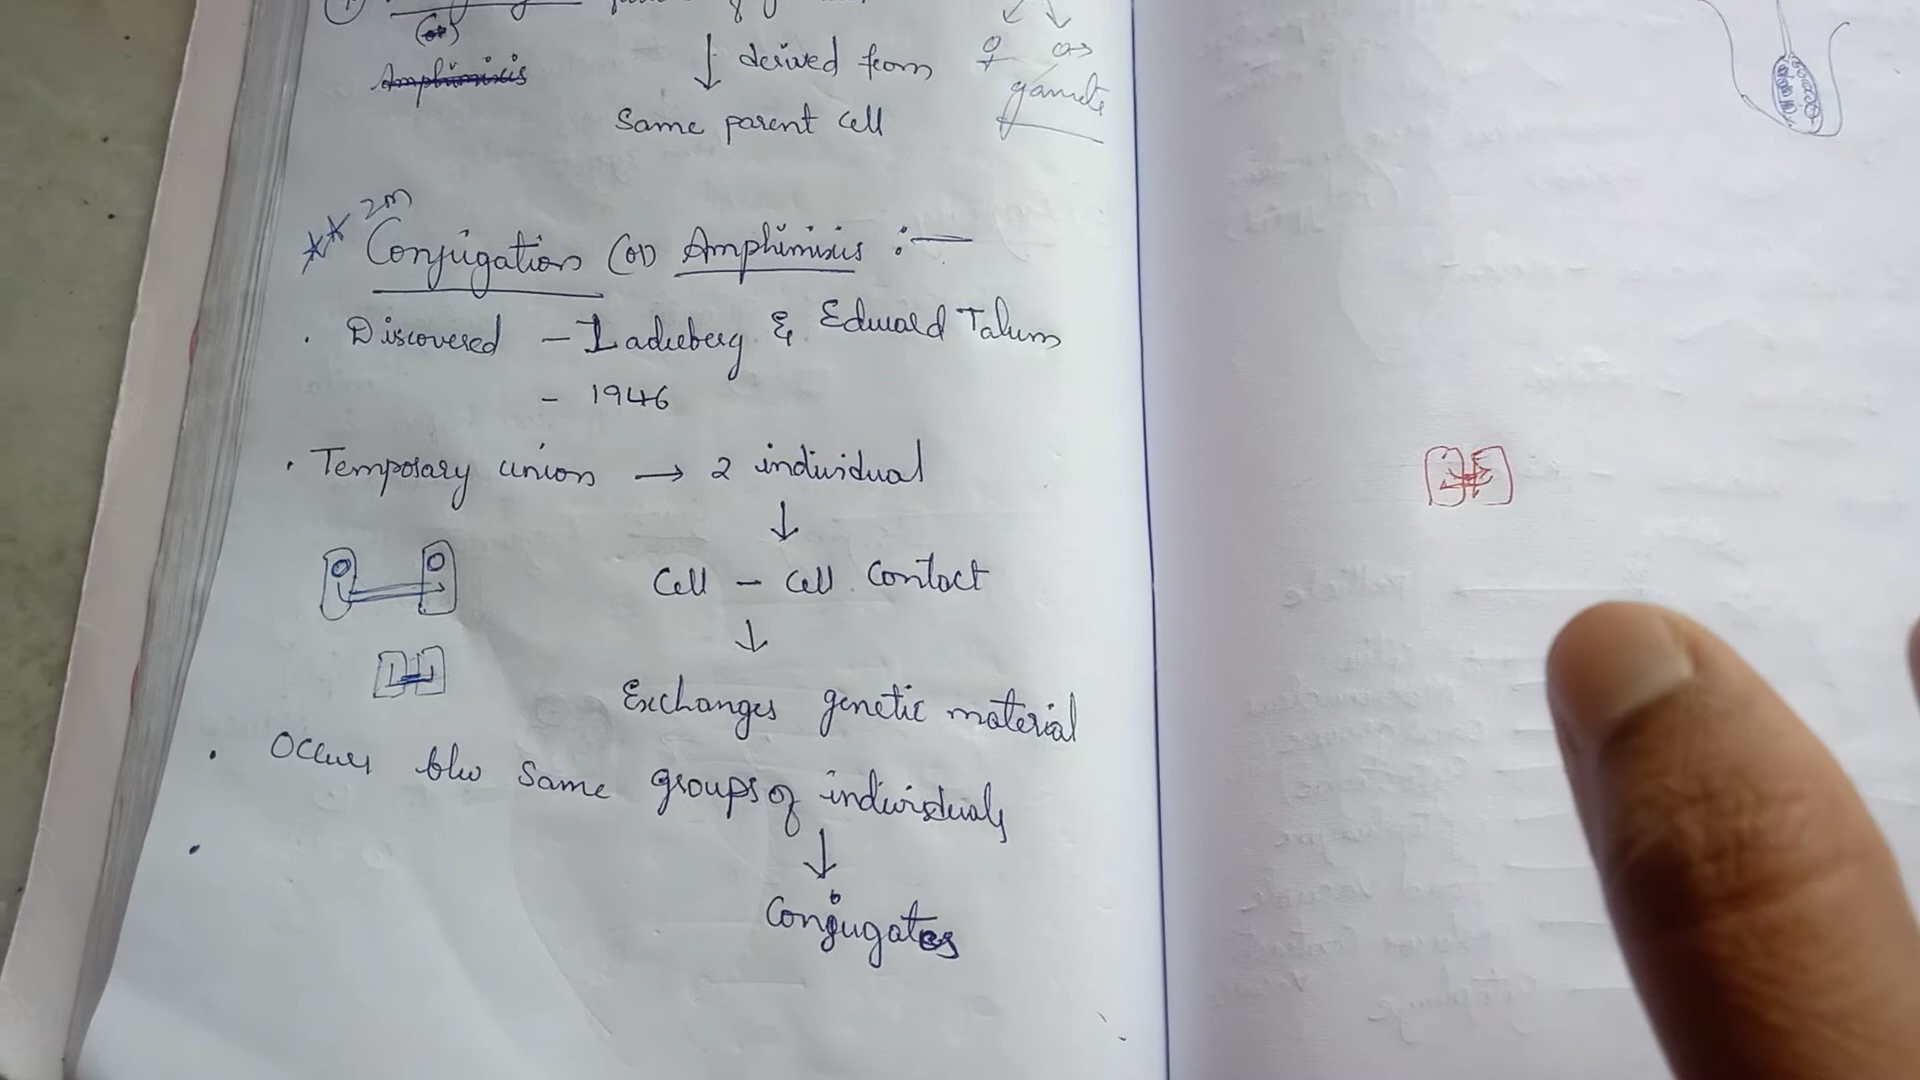 (or)
Amphimixis
↓ derived from
Same parent cell
♀ ♂
gamets
** 2m
Conjugation (or) Amphimixis :—
. Discovered – Laderberg & Edward Talum
– 1946
. Temporary union → 2 individual
↓
Cell – Cell Contact
↓
Exchanges genetic material
. Occurs b/w Same groups of individuals
↓
Conjugates